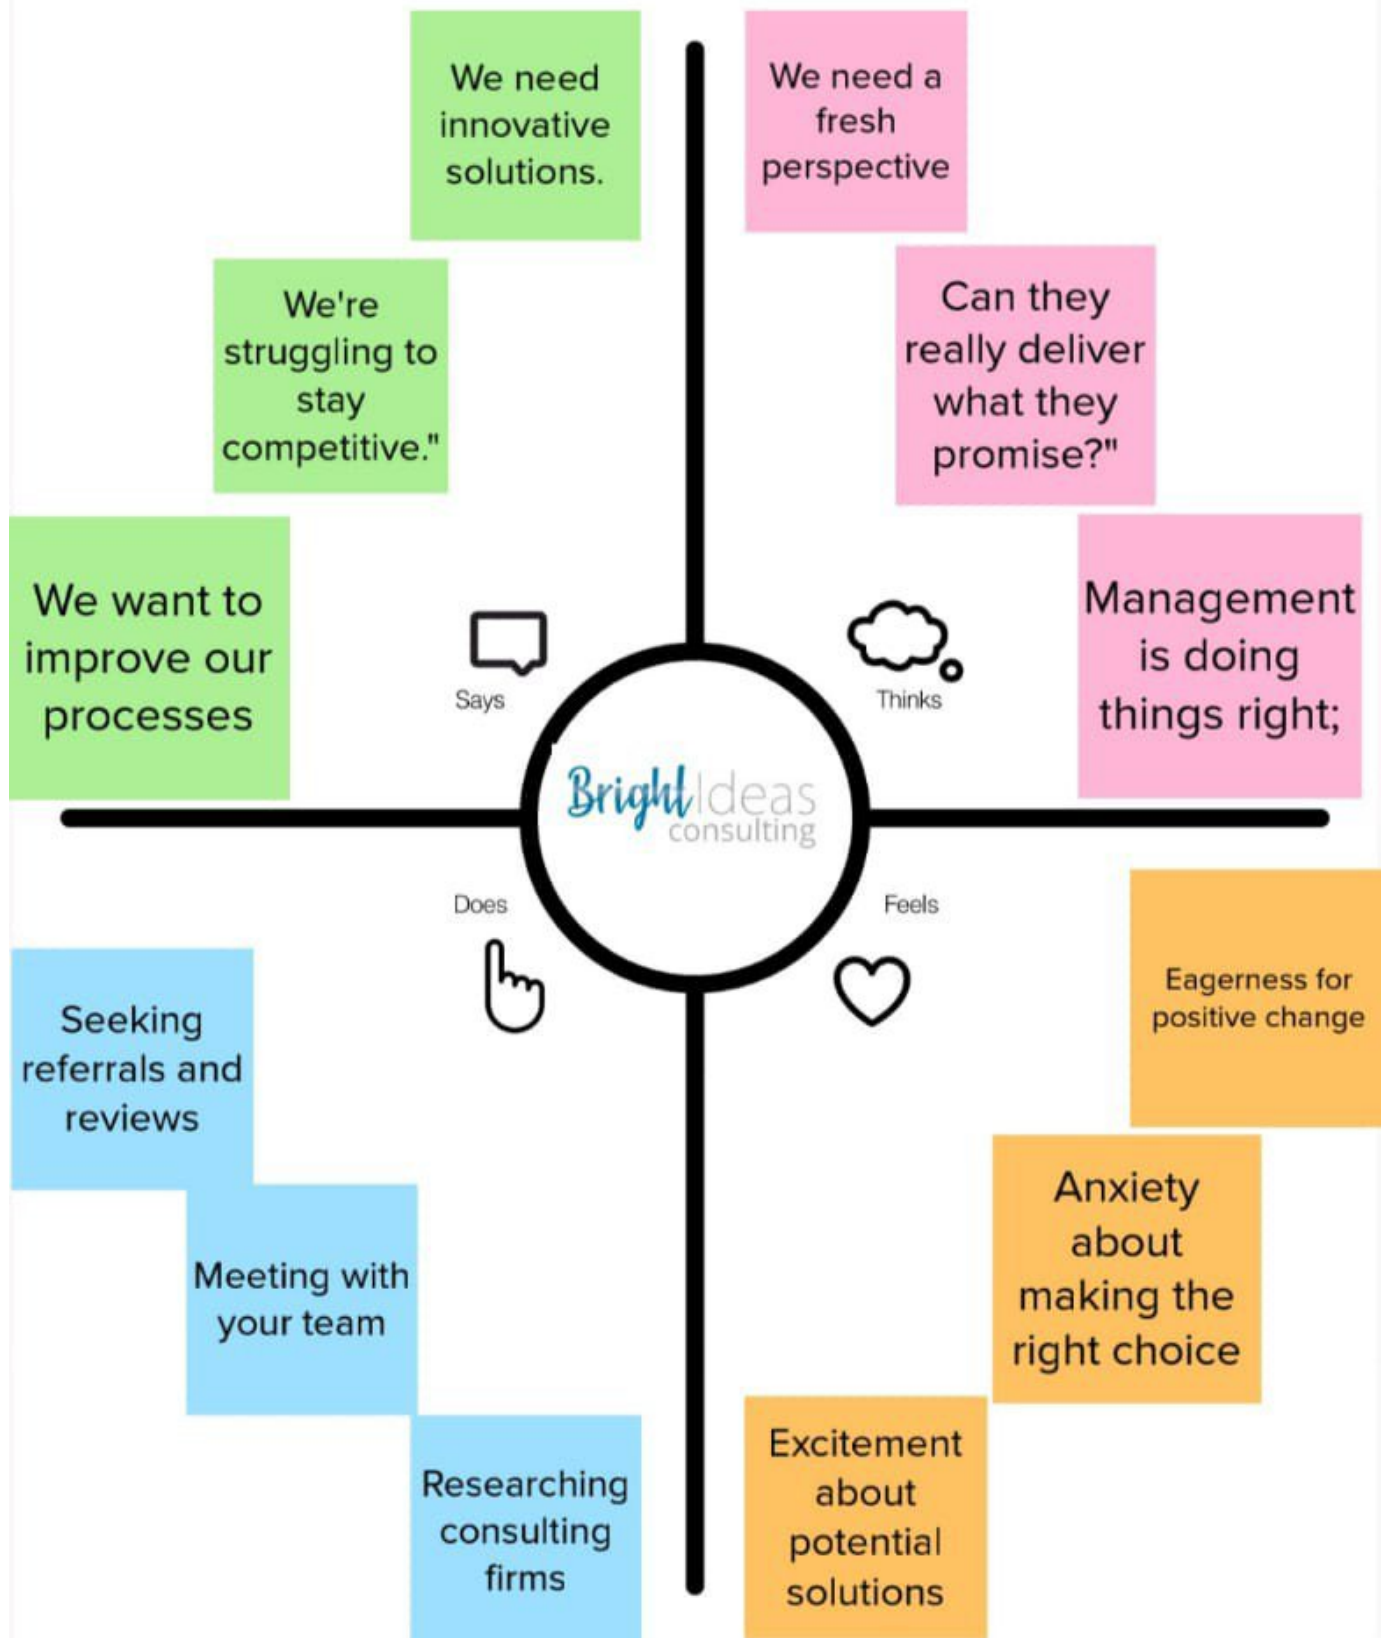 We need
innovative
solutions.
We're
struggling to
stay
competitive."
We want to
improve our
processes
Says
We need a
fresh
perspective
Can they
really deliver
what they
promise?"
Management
is doing
things right;
Thinks
BrightIdeas
consulting
Does
Seeking
referrals and
reviews
Meeting with
your team
Researching
consulting
firms
Feels
Eagerness for
positive change
Anxiety
about
making the
right choice
Excitement
about
potential
solutions